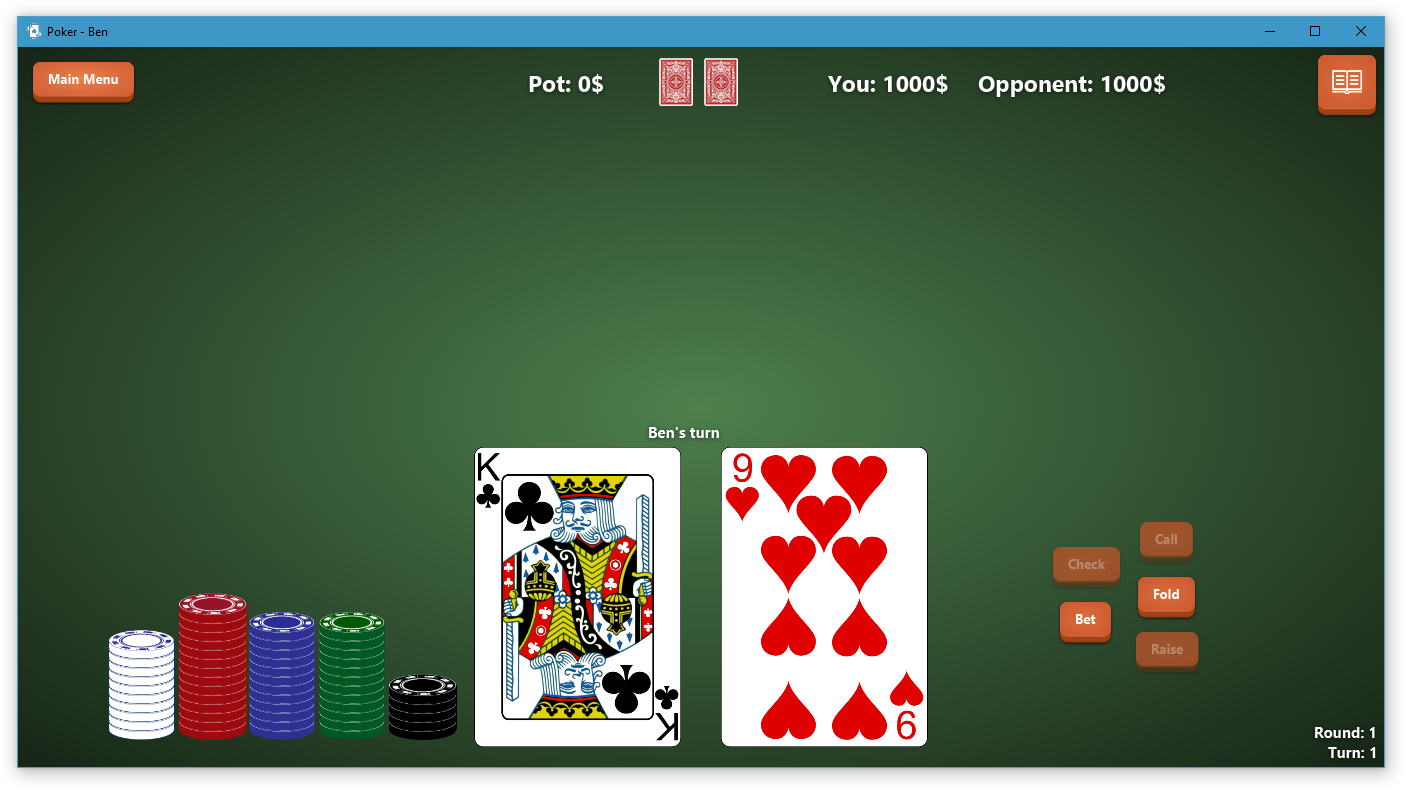 Poker - Ben
Main Menu
Pot: 0$
You: 1000$
Opponent: 1000$
Ben's turn
K
K
9
9
Call
Check
Fold
Bet
Raise
Round: 1
Turn: 1